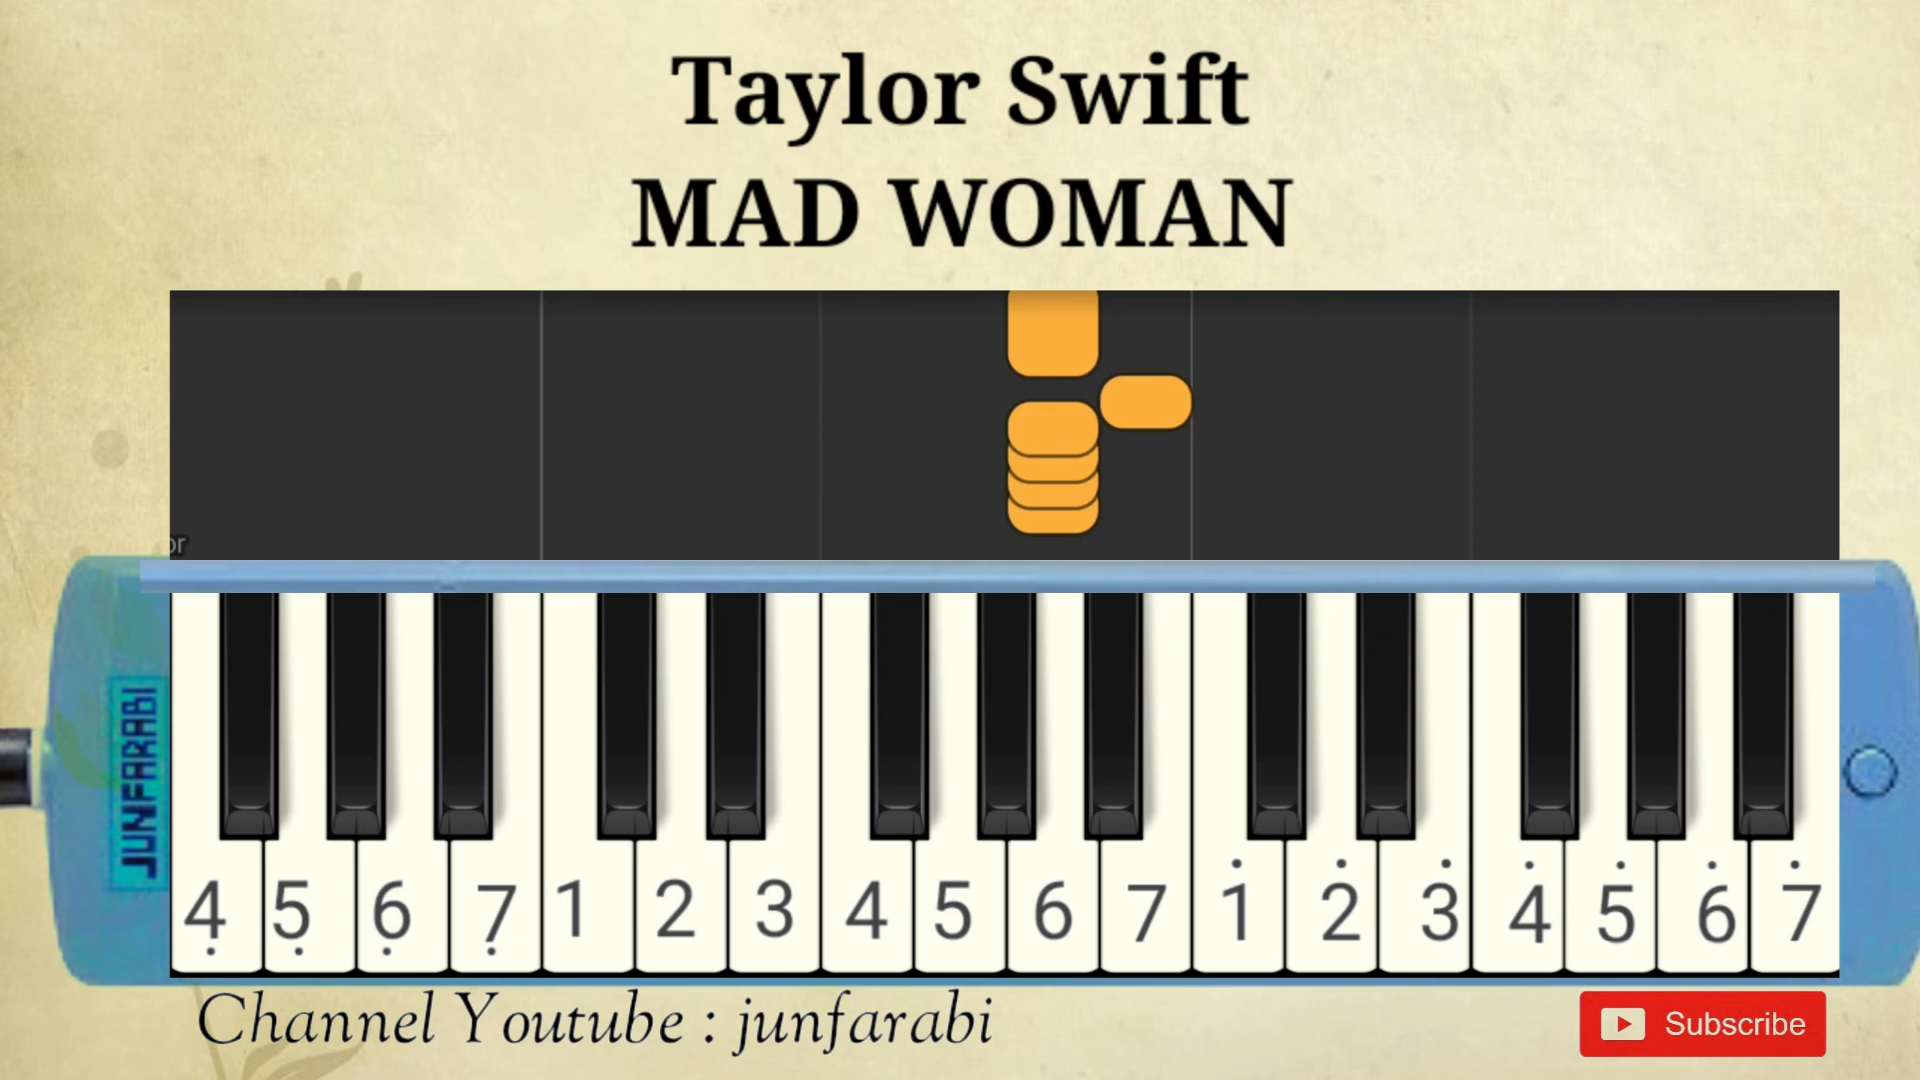 Taylor Swift
MAD WOMAN
or
JUNFARABI
4̣ 5̣ 6̣ 7̣ 1 2 3 4 5 6 7 1̇ 2̇ 3̇ 4̇ 5̇ 6̇ 7̇
Channel Youtube : junfarabi
Subscribe